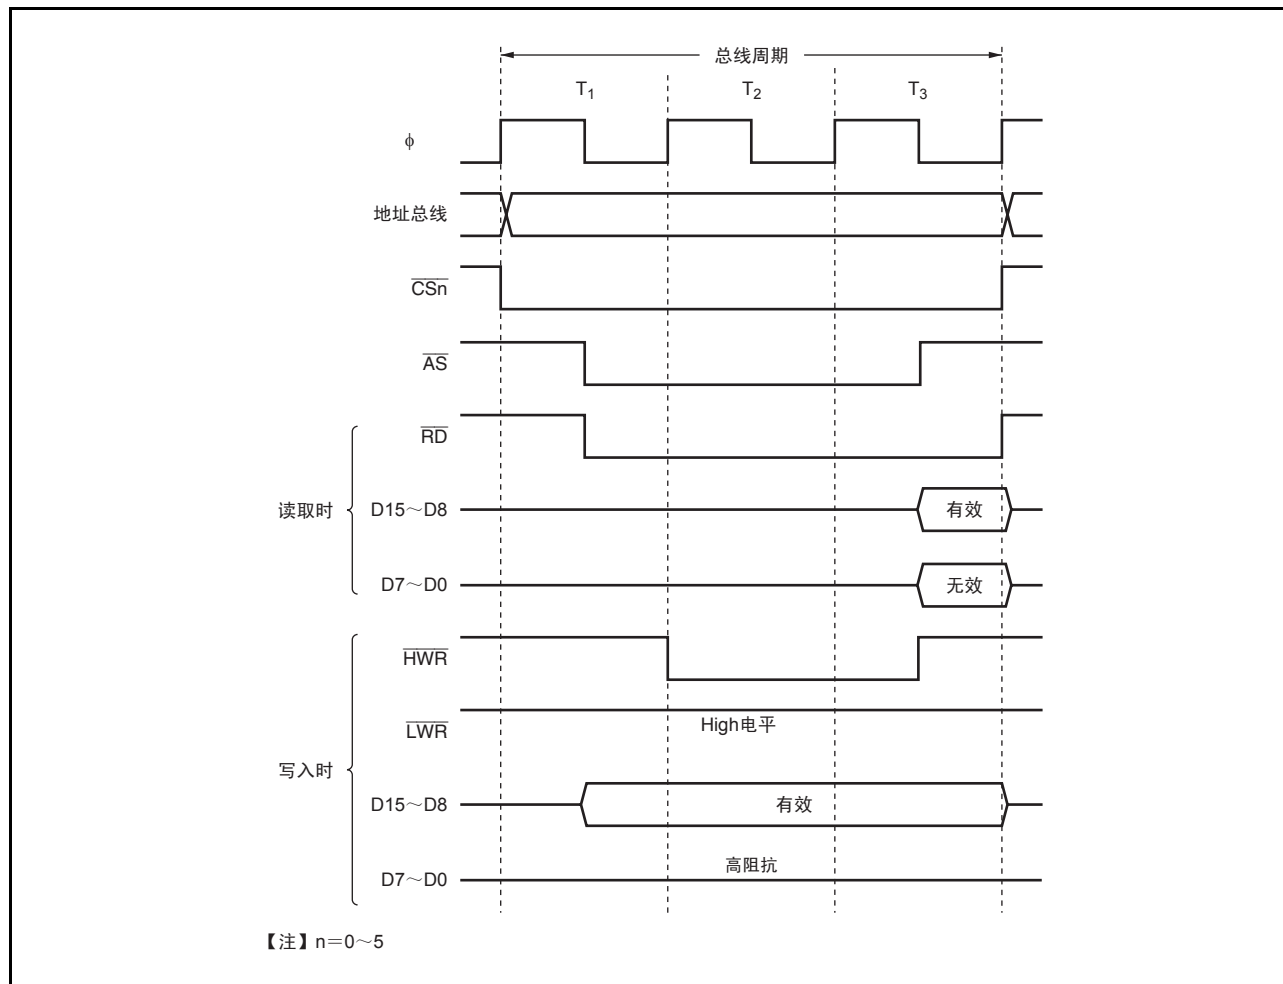 总线周期
T1 T2 T3
φ
地址总线
CSn
AS
RD
读取时
D15～D8 有效
D7～D0 无效
HWR
LWR High电平
写入时
D15～D8 有效
D7～D0 高阻抗
【注】n＝0～5